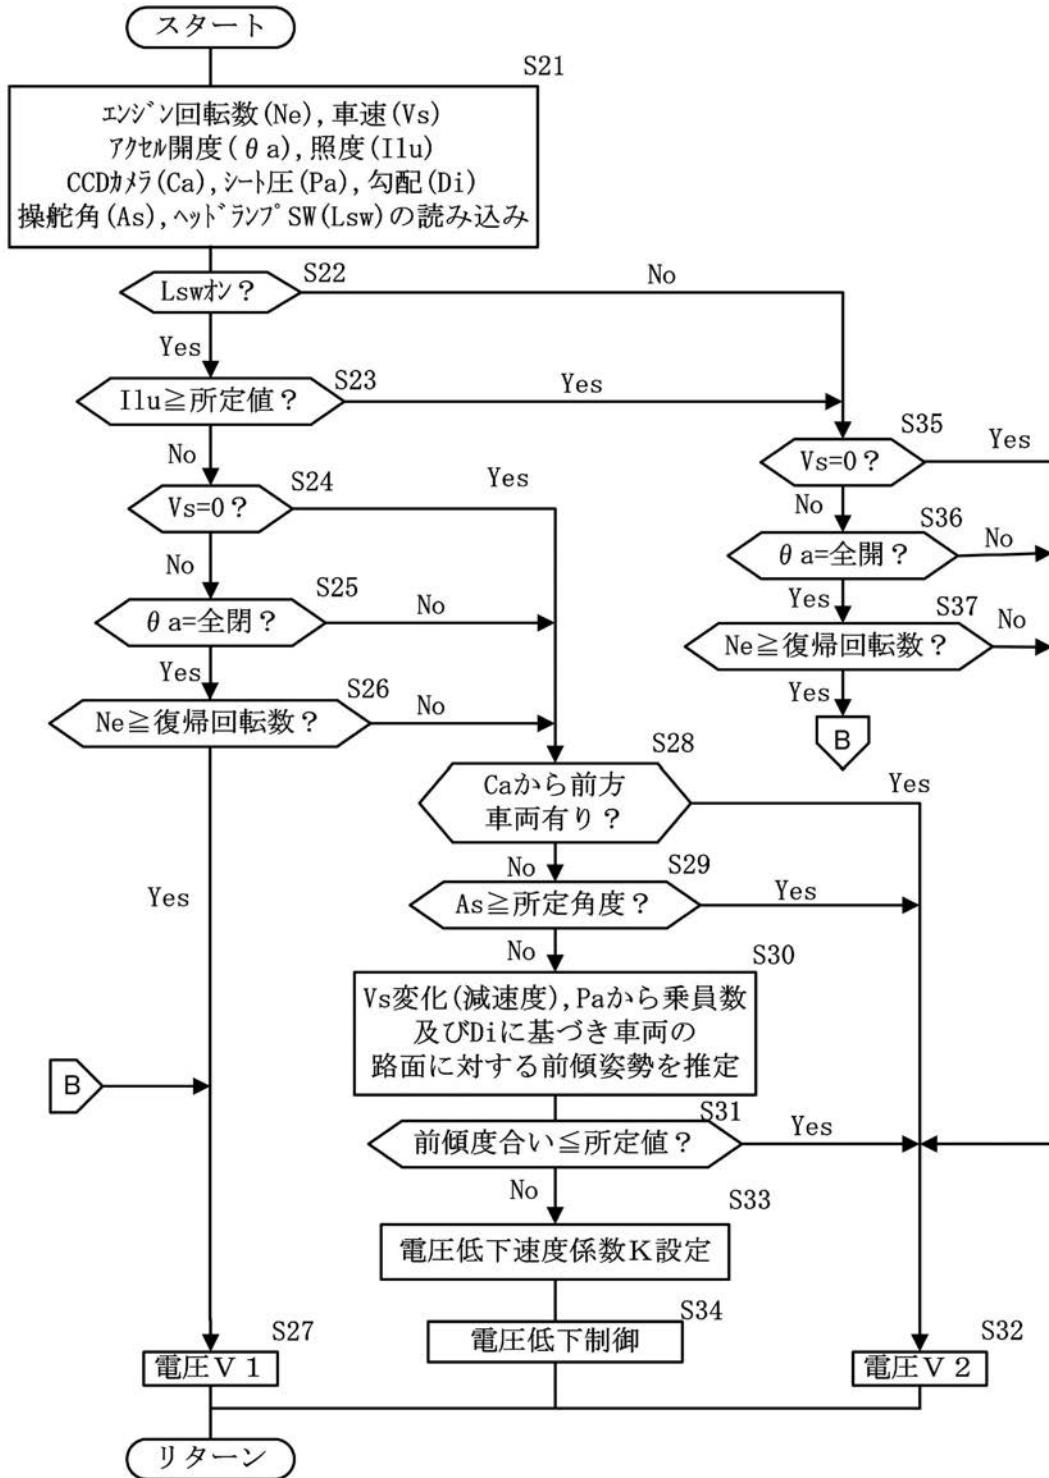 スタート
S21
エンジン回転数(Ne),車速(Vs)
アクセル開度(θa),照度(Ilu)
CCDカメラ(Ca),シート圧(Pa),勾配(Di)
操舵角(As),ヘッドランプSW(Lsw)の読み込み
S22
Lswオン？
No
Yes
S23
Ilu≧所定値？
Yes
No
S35
Vs=0？
Yes
No
S24
Vs=0？
Yes
No
S36
θa=全開？
No
Yes
S25
θa=全閉？
No
Yes
S37
Ne≧復帰回転数？
No
Yes
B
S26
Ne≧復帰回転数？
No
Yes
S28
Caから前方
車両有り？
Yes
No
S29
As≧所定角度？
Yes
No
S30
Vs変化(減速度),Paから乗員数
及びDiに基づき車両の
路面に対する前傾姿勢を推定
B
S31
前傾度合い≦所定値？
Yes
No
S33
電圧低下速度係数K設定
S34
電圧低下制御
S27
電圧V1
S32
電圧V2
リターン